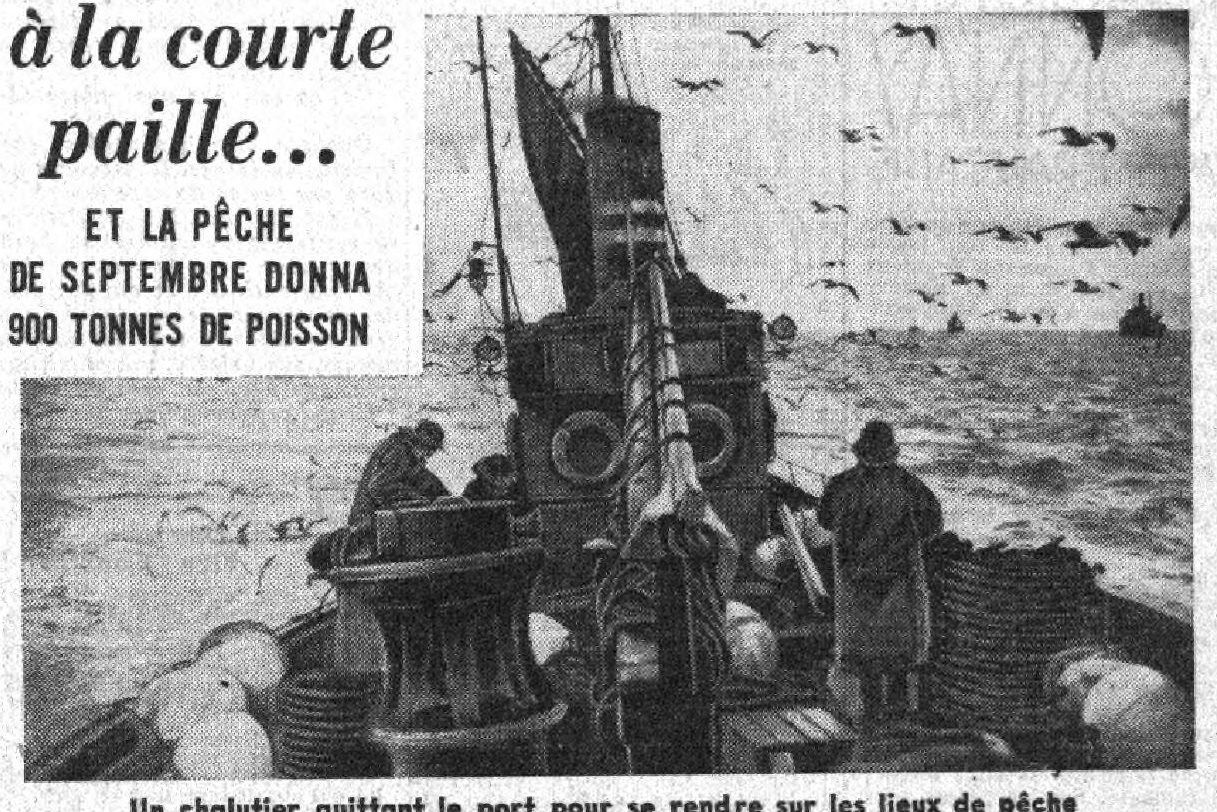 à la courte
paille...
ET LA PÊCHE
DE SEPTEMBRE DONNA
900 TONNES DE POISSON
Un chalutier quittant le port pour se rendre sur les lieux de pêche